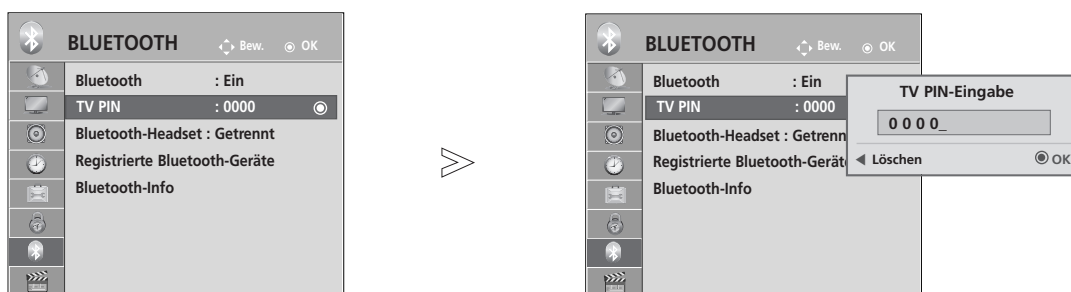 BLUETOOTH Bew. OK
Bluetooth : Ein
TV PIN : 0000
Bluetooth-Headset : Getrennt
Registrierte Bluetooth-Geräte
Bluetooth-Info
BLUETOOTH Bew. OK
Bluetooth : Ein
TV PIN : 0000
Bluetooth-Headset : Getrenn
Registrierte Bluetooth-Gerät
Bluetooth-Info
TV PIN-Eingabe
0 0 0 0_
Löschen OK